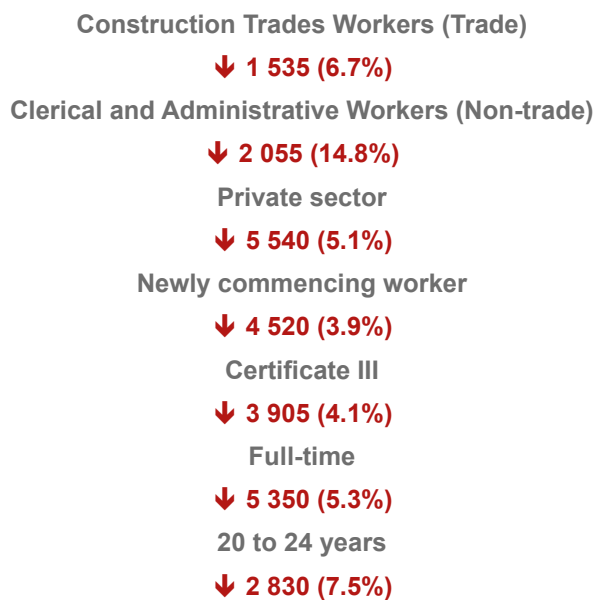 Construction Trades Workers (Trade)
↓ 1 535 (6.7%)
Clerical and Administrative Workers (Non-trade)
↓ 2 055 (14.8%)
Private sector
↓ 5 540 (5.1%)
Newly commencing worker
↓ 4 520 (3.9%)
Certificate III
↓ 3 905 (4.1%)
Full-time
↓ 5 350 (5.3%)
20 to 24 years
↓ 2 830 (7.5%)